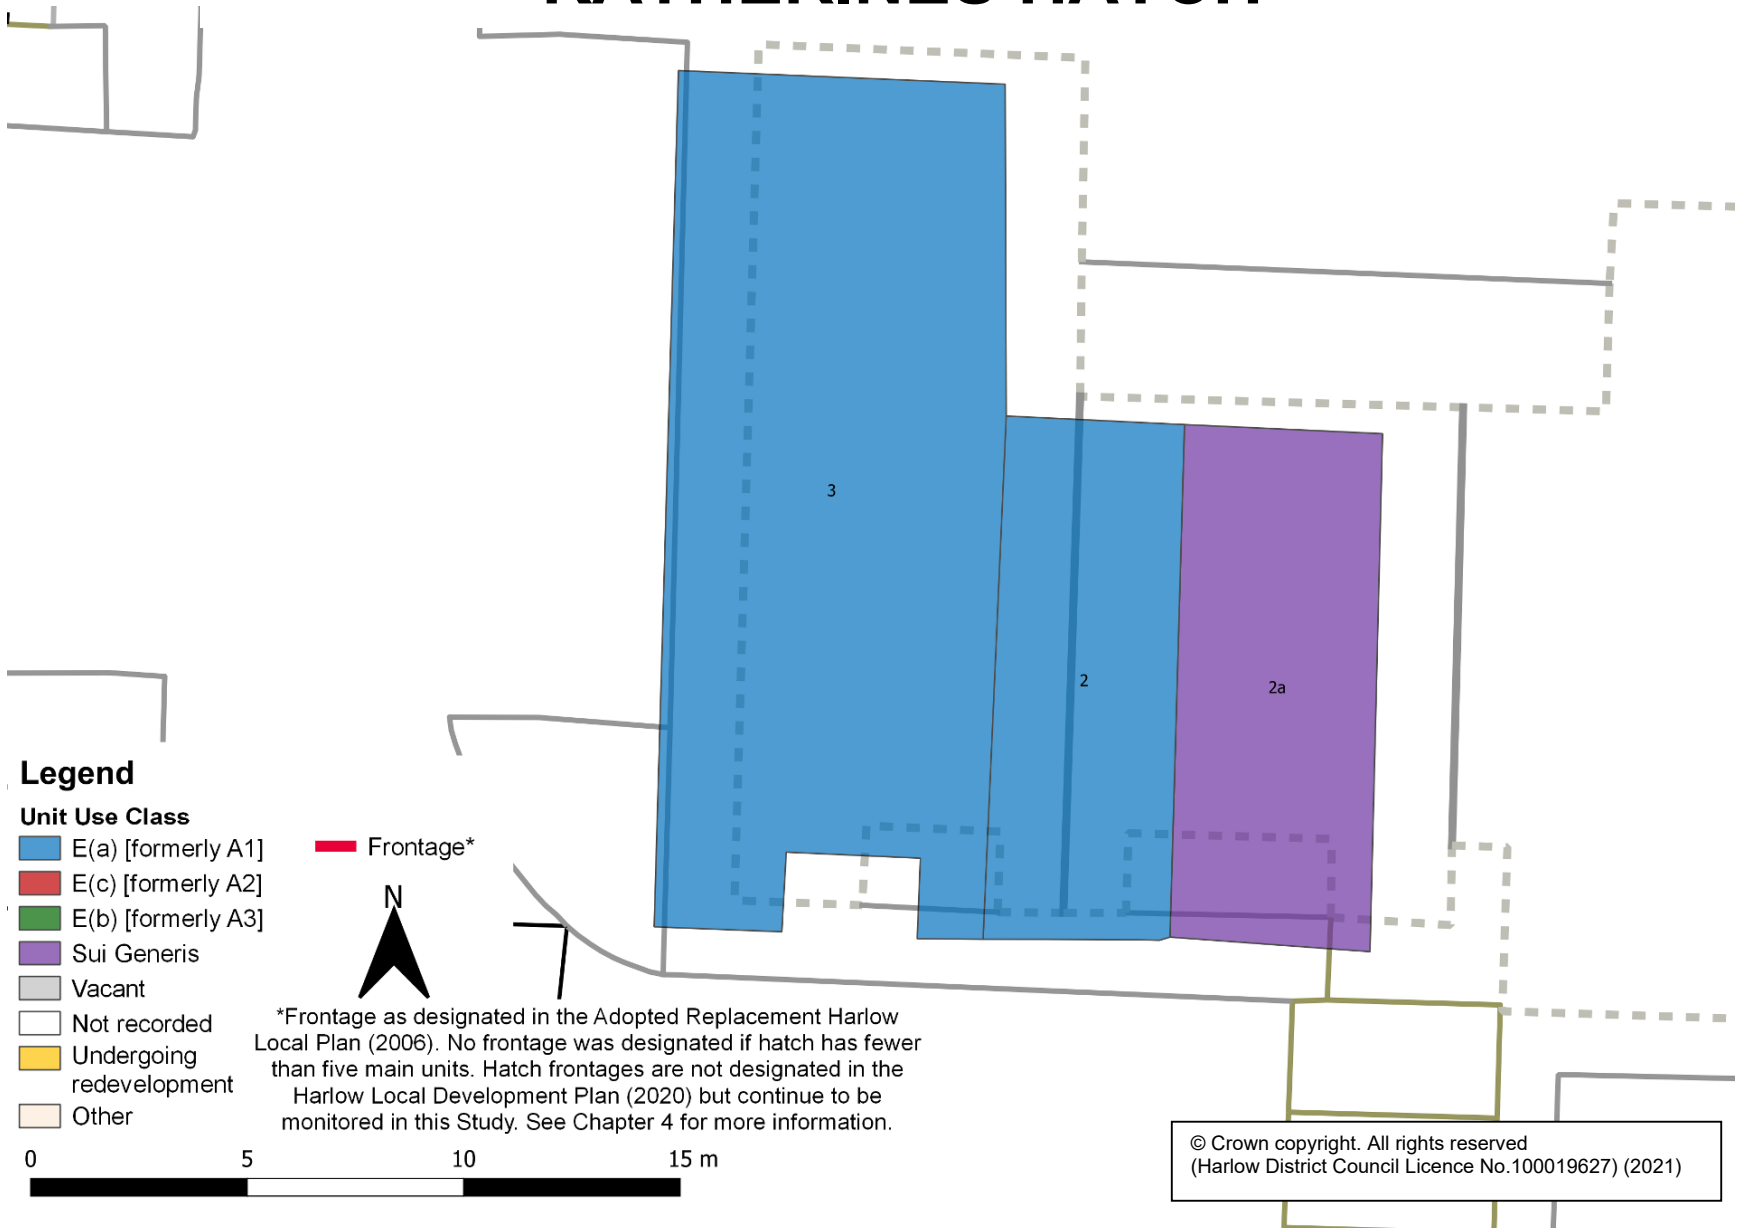 KATHERINES HATCH
3
2
2a
Legend
Unit Use Class
E(a) [formerly A1]
E(c) [formerly A2]
E(b) [formerly A3]
Sui Generis
Vacant
Not recorded
Undergoing
redevelopment
Other
Frontage*
N
*Frontage as designated in the Adopted Replacement Harlow
Local Plan (2006). No frontage was designated if hatch has fewer
than five main units. Hatch frontages are not designated in the
Harlow Local Development Plan (2020) but continue to be
monitored in this Study. See Chapter 4 for more information.
0 5 10 15 m
© Crown copyright. All rights reserved
(Harlow District Council Licence No.100019627) (2021)